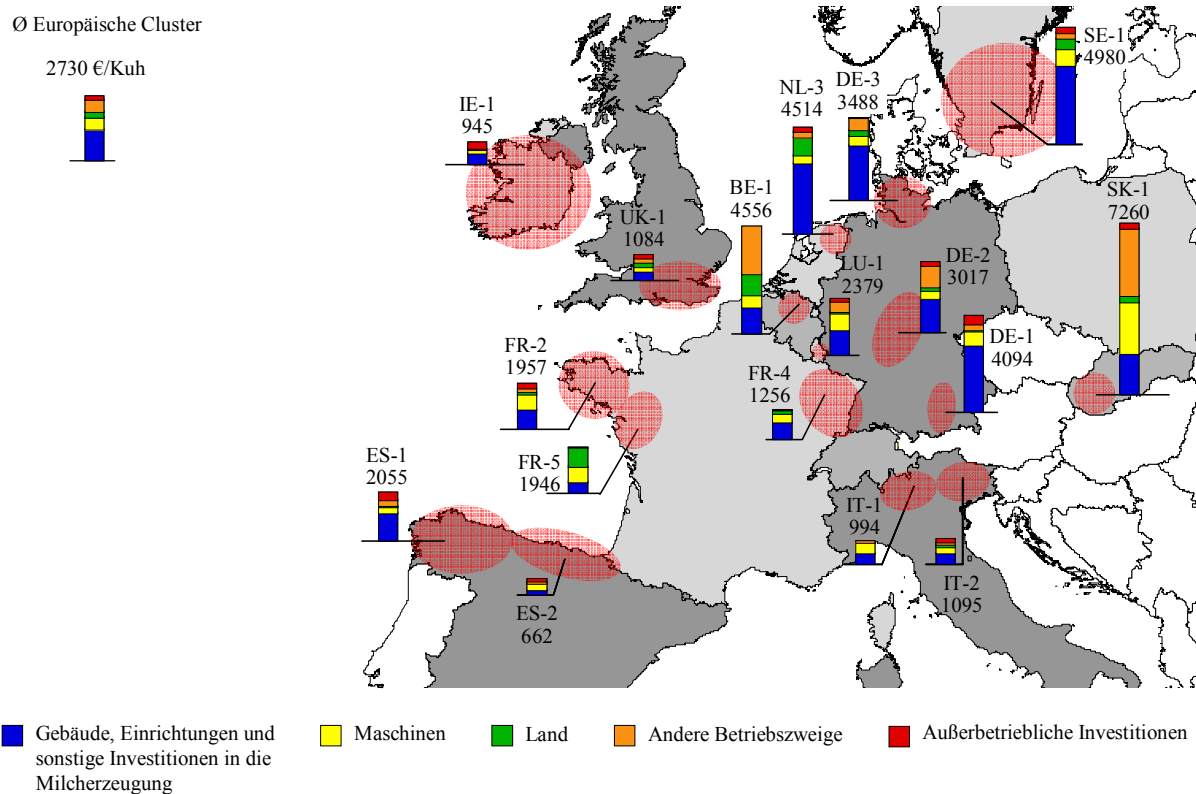 Ø Europäische Cluster
2730 €/Kuh
SE-1
4980
NL-3
4514
DE-3
3488
IE-1
945
BE-1
4556
SK-1
7260
UK-1
1084
LU-1
2379
DE-2
3017
DE-1
4094
FR-2
1957
FR-4
1256
FR-5
1946
ES-1
2055
IT-1
994
IT-2
1095
ES-2
662
Gebäude, Einrichtungen und
sonstige Investitionen in die
Milcherzeugung
Maschinen
Land
Andere Betriebszweige
Außerbetriebliche Investitionen